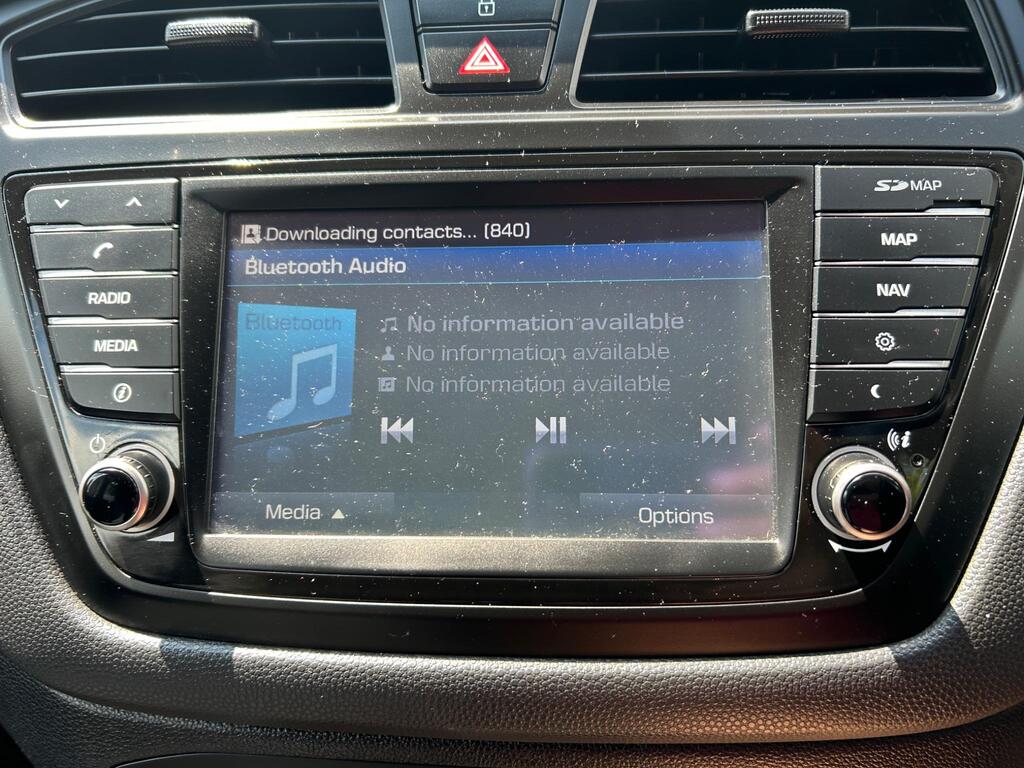 SD MAP
MAP
RADIO
NAV
MEDIA
Downloading contacts... (840)
Bluetooth Audio
Bluetooth
No information available
No information available
No information available
Media
Options